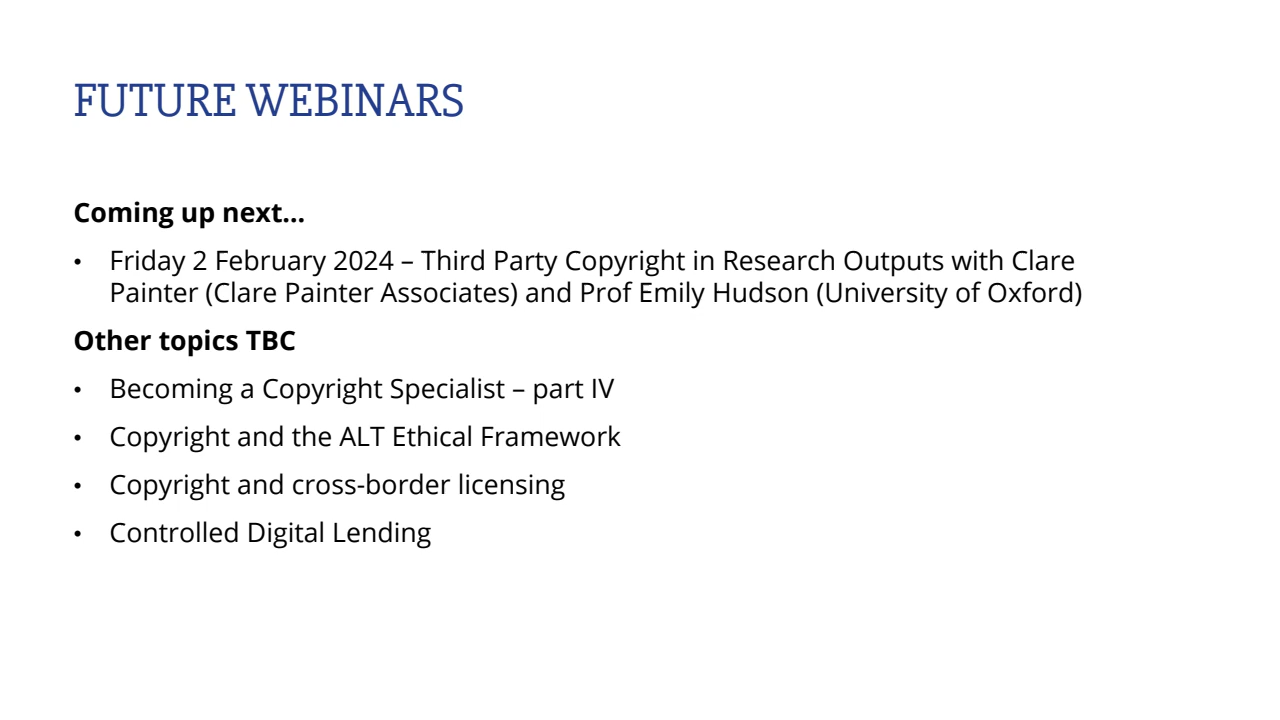 FUTURE WEBINARS
Coming up next...
• Friday 2 February 2024 – Third Party Copyright in Research Outputs with Clare
Painter (Clare Painter Associates) and Prof Emily Hudson (University of Oxford)
Other topics TBC
• Becoming a Copyright Specialist – part IV
• Copyright and the ALT Ethical Framework
• Copyright and cross-border licensing
• Controlled Digital Lending